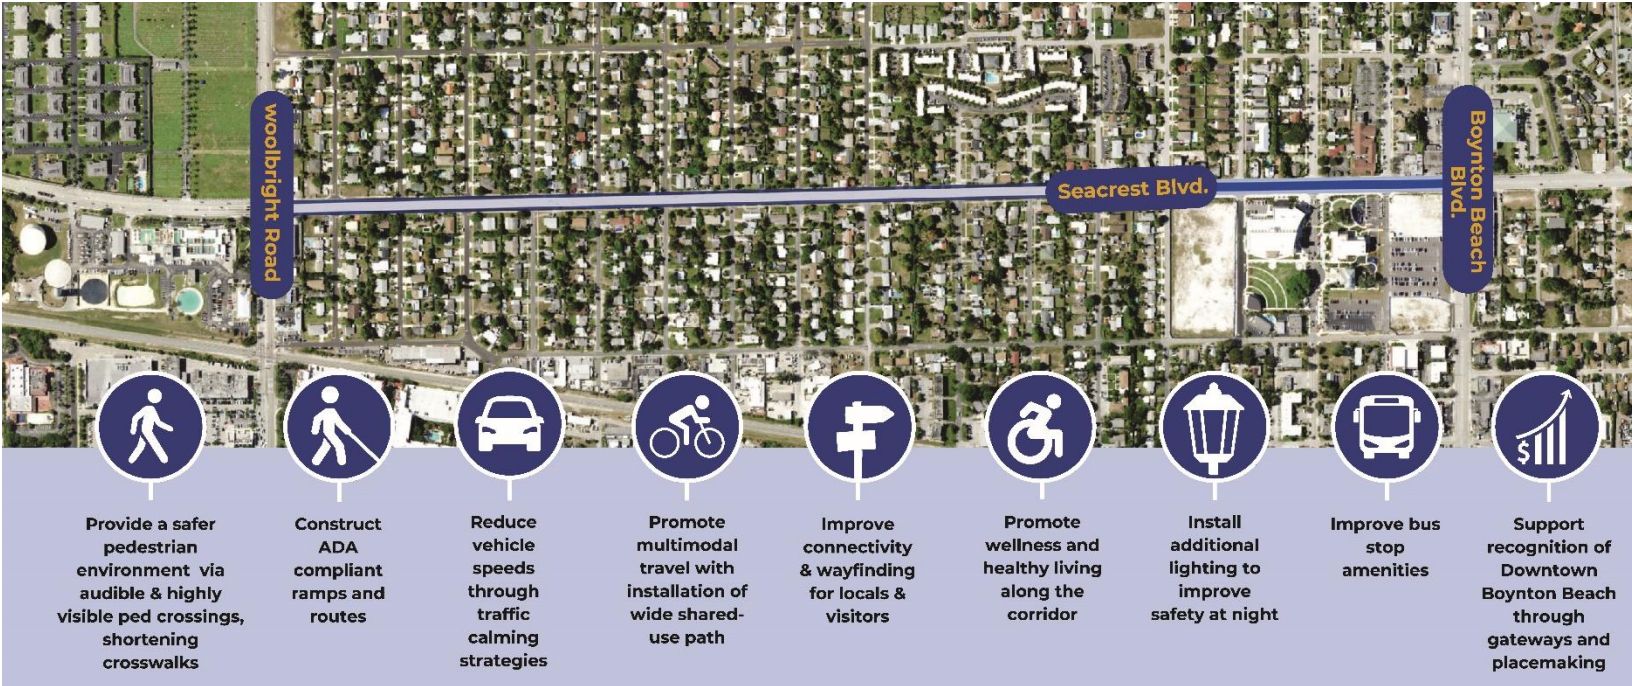 woolbright Road
Seacrest Blvd.
Boynton Beach
Blvd.
$
Provide a safer
pedestrian
environment via
audible & highly
visible ped crossings,
shortening
crosswalks
Construct
ADA
compliant
ramps and
routes
Reduce
vehicle
speeds
through
traffic
calming
strategies
Promote
multimodal
travel with
installation of
wide shared-
use path
Improve
connectivity
& wayfinding
for locals &
visitors
Promote
wellness and
healthy living
along the
corridor
Install
additional
lighting to
improve
safety at night
Improve bus
stop
amenities
Support
recognition of
Downtown
Boynton Beach
through
gateways and
placemaking